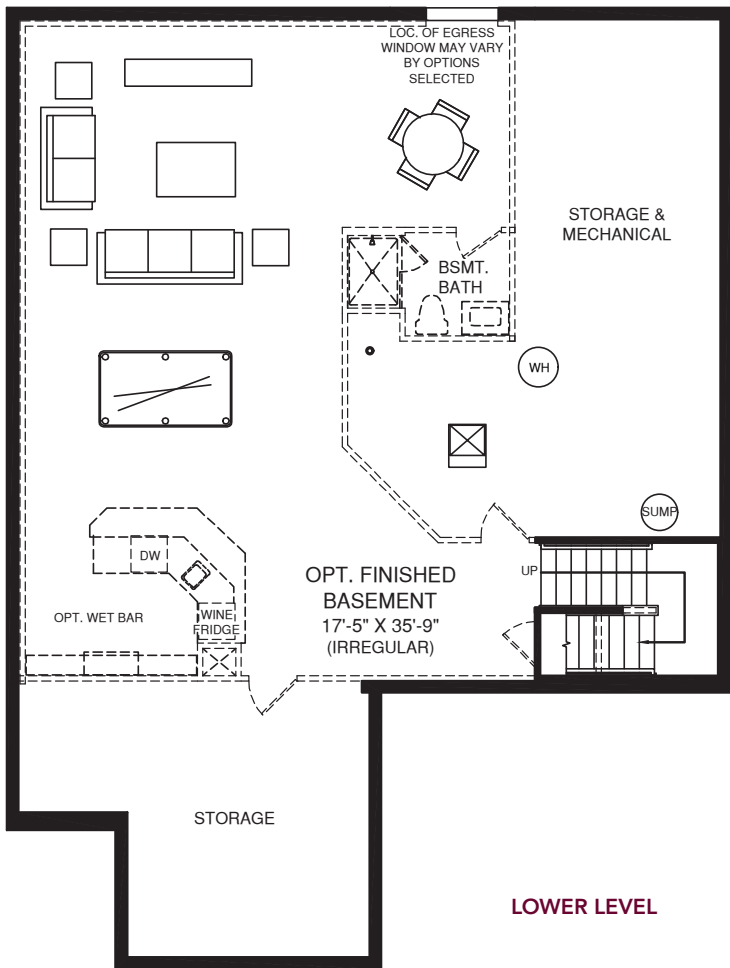 LOC. OF EGRESS
WINDOW MAY VARY
BY OPTIONS
SELECTED
STORAGE &
MECHANICAL
BSMT.
BATH
WH
SUMP
DW
UP
OPT. FINISHED
BASEMENT
17'-5" X 35'-9"
(IRREGULAR)
OPT. WET BAR
WINE
FRIDGE
STORAGE
LOWER LEVEL